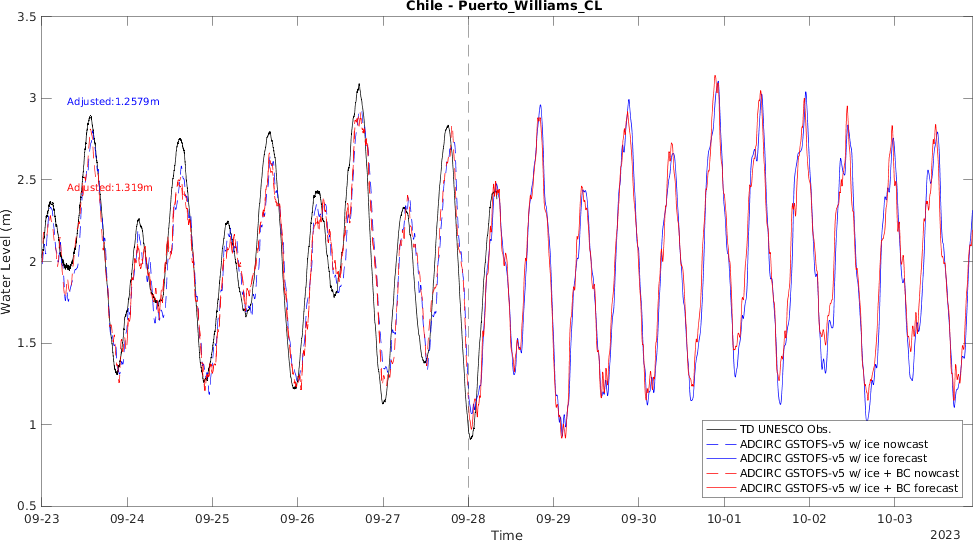 Chile - Puerto_Williams_CL
3.5
3
2.5
2
1.5
1
0.5
Water Level (m)
Adjusted:1.2579m
Adjusted:1.319m
TD UNESCO Obs.
ADCIRC GSTOFS-v5 w/ ice nowcast
ADCIRC GSTOFS-v5 w/ ice forecast
ADCIRC GSTOFS-v5 w/ ice + BC nowcast
ADCIRC GSTOFS-v5 w/ ice + BC forecast
09-23 09-24 09-25 09-26 09-27 09-28 09-29 09-30 10-01 10-02 10-03
Time
2023